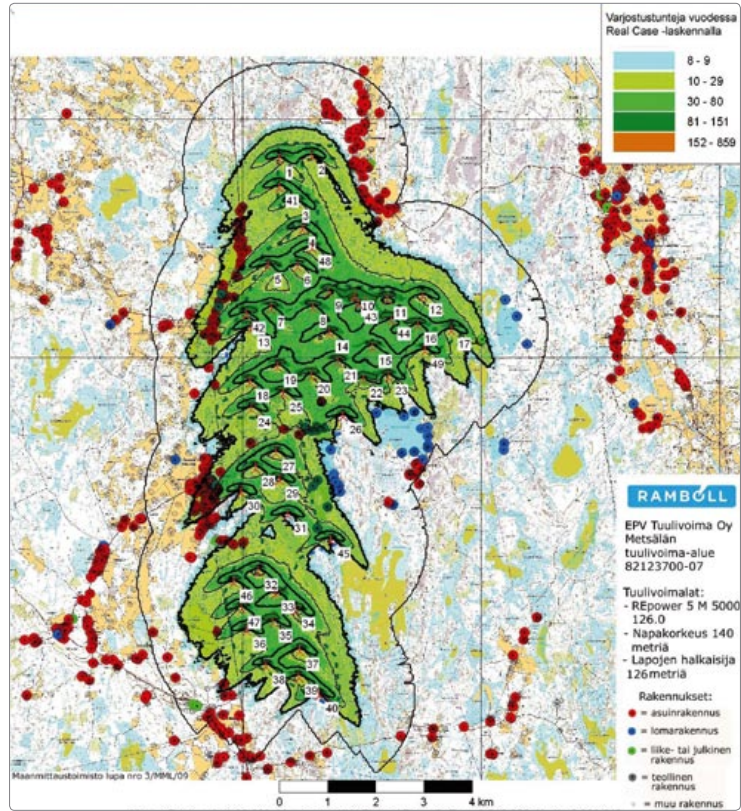 Varjostustunteja vuodessa
Real Case -laskennalla
8 - 9
10 - 29
30 - 80
81 - 151
152 - 859
1
2
41
3
4
48
5
6
9
10
11
12
42
7
8
43
44
16
17
13
14
15
49
19
20
21
22
23
18
25
24
26
27
28
29
30
31
45
32
46
33
34
47
35
36
37
38
39
40
RAMBOLL
EPV Tuulivoima Oy
Metsälän
tuulivoima-alue
82123700-07
Tuulivoimalat:
- REpower 5 M 5000
126.0
- Napakorkeus 140
metriä
- Lapojen halkaisija
126metriä
Rakennukset:
= asuinrakennus
= lomarakennus
= liike- tai julkinen
rakennus
= teollinen
rakennus
= muu rakennus
Maanmittaustoimisto lupa nro 3/MML/09
0 1 2 3 4 km